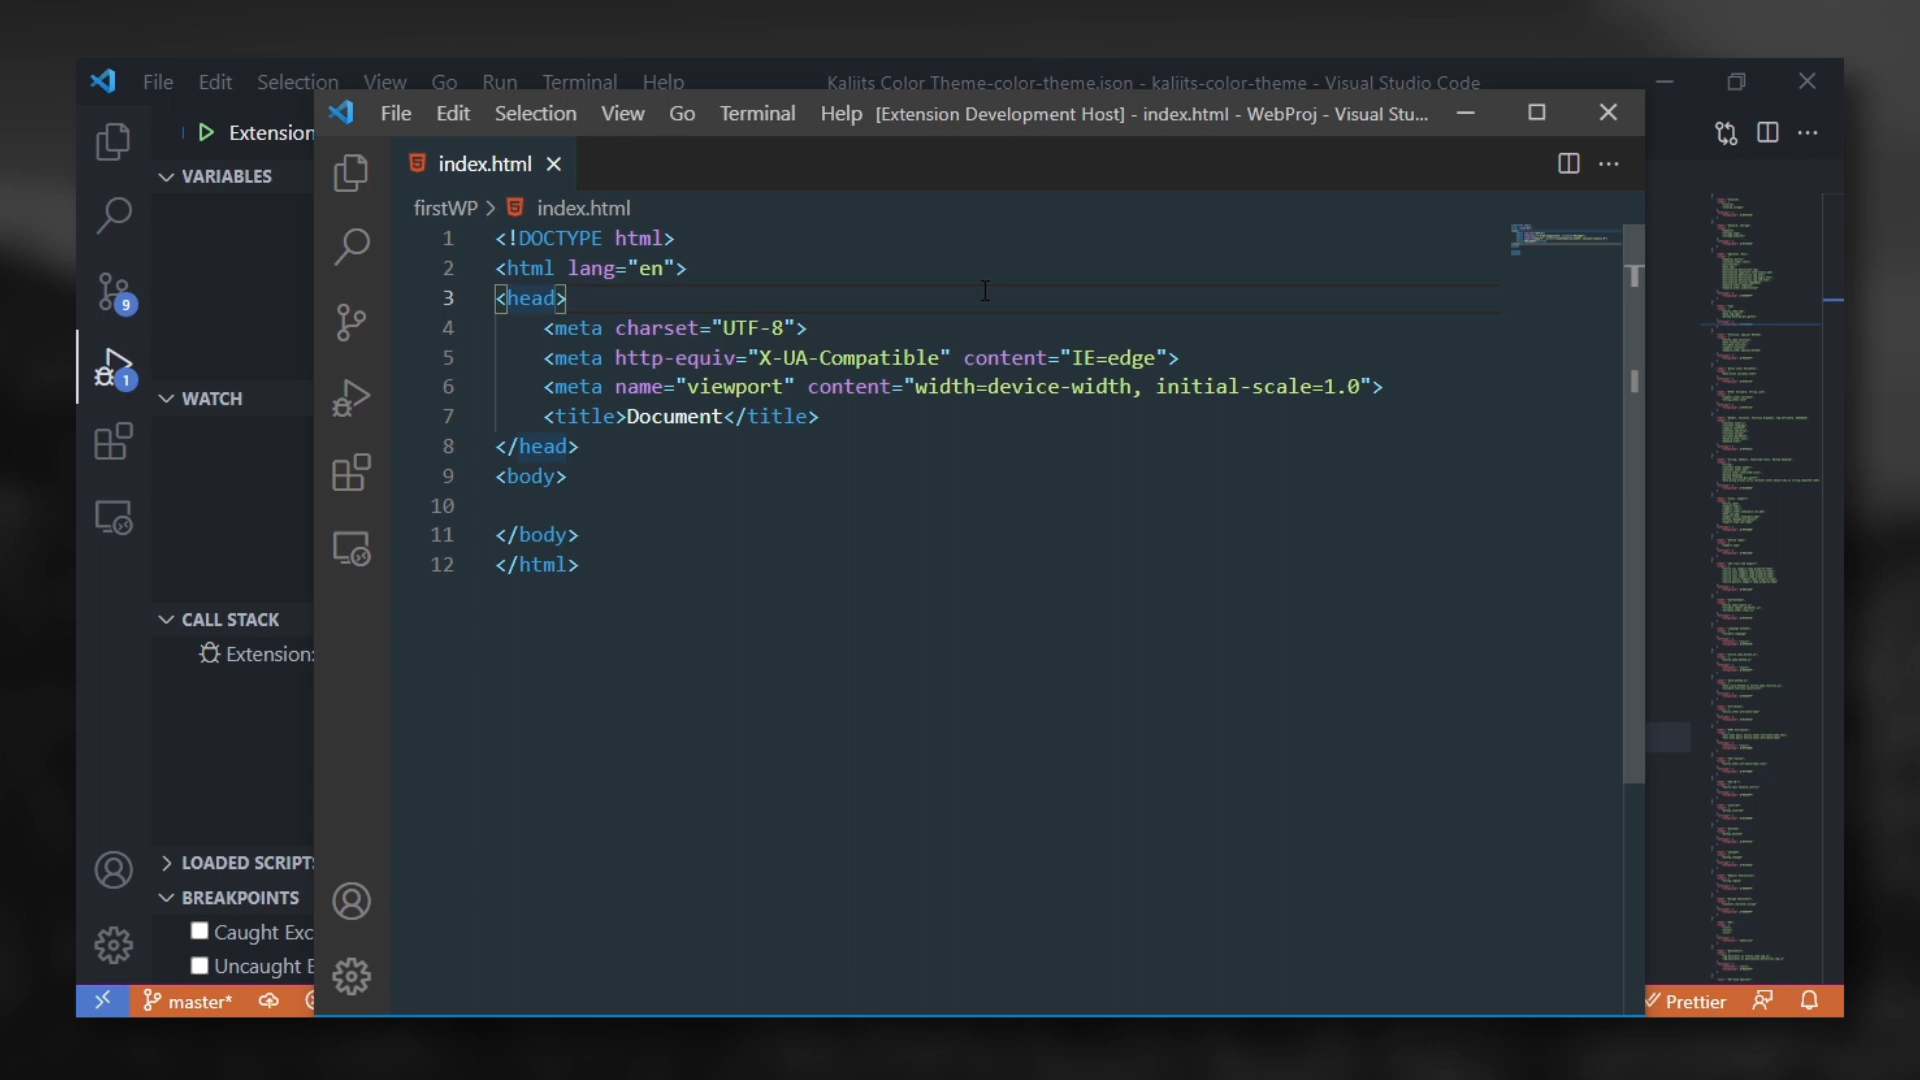 File Edit Selection View Go Run Terminal Help Kaliits Color Theme-color-theme.json - kaliits-color-theme - Visual Studio Code
File Edit Selection View Go Terminal Help [Extension Development Host] - index.html - WebProj - Visual Stu...
Extension
VARIABLES
9
1
WATCH
CALL STACK
Extension:
LOADED SCRIPTS
BREAKPOINTS
Caught Exc
Uncaught E
master*
index.html
firstWP > index.html
1 <!DOCTYPE html>
2 <html lang="en">
3 <head>
4 <meta charset="UTF-8">
5 <meta http-equiv="X-UA-Compatible" content="IE=edge">
6 <meta name="viewport" content="width=device-width, initial-scale=1.0">
7 <title>Document</title>
8 </head>
9 <body>
10
11 </body>
12 </html>
Prettier